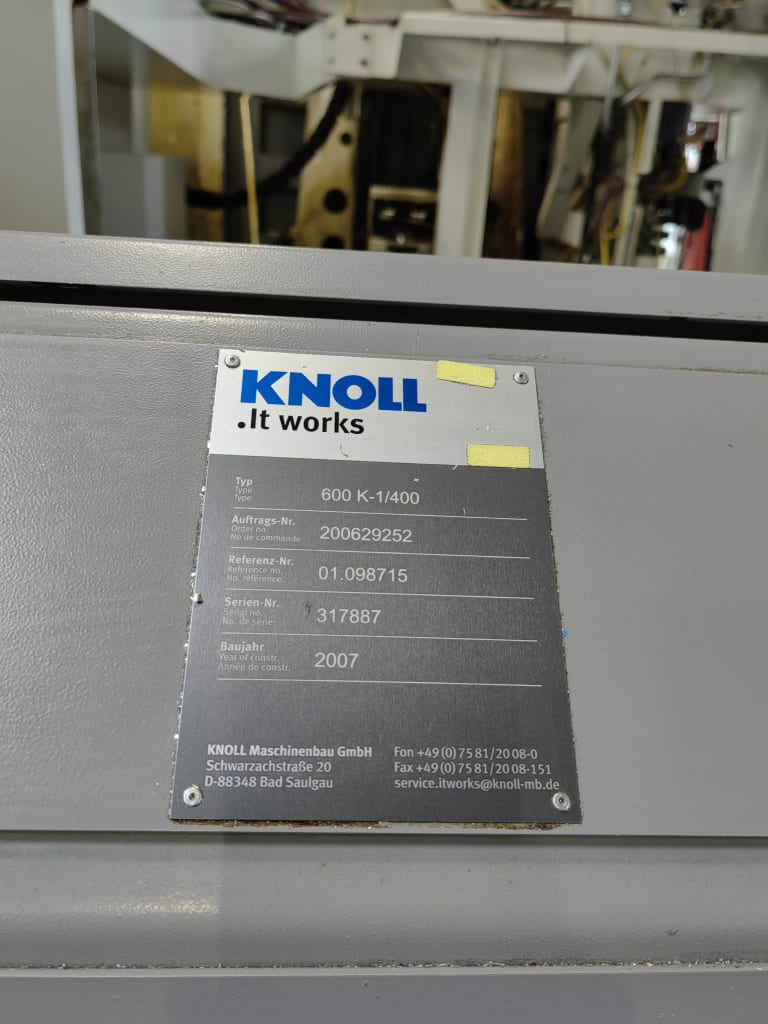 KNOLL
.It works
Typ
Type
Type
600 K-1/400
Auftrags-Nr.
Order no.
No de commande
200629252
Referenz-Nr.
Reference no.
No. référence.
01.098715
Serien-Nr.
Serial no.
No. de série
317887
Baujahr
Year of constr.
Année de constr.
2007
KNOLL Maschinenbau GmbH
Schwarzachstraße 20
D-88348 Bad Saulgau
Fon +49 (0) 75 81/20 08-0
Fax +49 (0) 75 81/20 08-151
service.itworks@knoll-mb.de